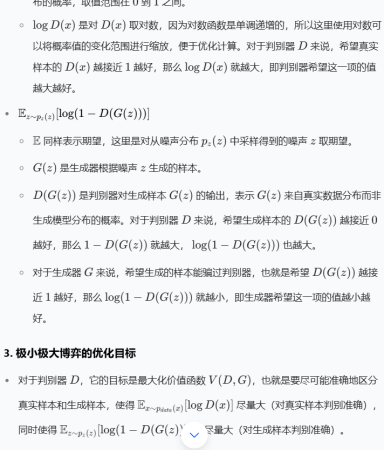 布的概率，取值范围在 0 到 1 之间。
log D(x) 是对 D(x) 取对数，因为对数函数是单调递增的，所以这里使用对数可
以将概率值的变化范围进行缩放，便于优化计算。对于判别器 D 来说，希望真实
样本的 D(x) 越接近 1 越好，那么 log D(x) 就越大，即判别器希望这一项的值
越大越好。
• 𝔼z∼pz(z)[log(1 − D(G(z)))]
𝔼 同样表示期望，这里是对从噪声分布 pz(z) 中采样得到的噪声 z 取期望。
G(z) 是生成器根据噪声 z 生成的样本。
D(G(z)) 是判别器对生成样本 G(z) 的输出，表示 G(z) 来自真实数据分布而非
生成模型分布的概率。对于判别器 D 来说，希望生成样本的 D(G(z)) 越接近 0
越好，那么 1 − D(G(z)) 就越大， log(1 − D(G(z))) 也越大。
对于生成器 G 来说，希望生成的样本能骗过判别器，也就是希望 D(G(z)) 越接
近 1 越好，那么 log(1 − D(G(z))) 就越小，即生成器希望这一项的值越小越
好。
3. 极小极大博弈的优化目标
• 对于判别器 D，它的目标是最大化价值函数 V(D, G)，也就是要尽可能准确地区分
真实样本和生成样本，使得 𝔼x∼pdata(x)[log D(x)] 尽量大（对真实样本判别准确），
同时使得 𝔼z∼pz(z)[log(1 − D(G(z) 尽量大（对生成样本判别准确）。